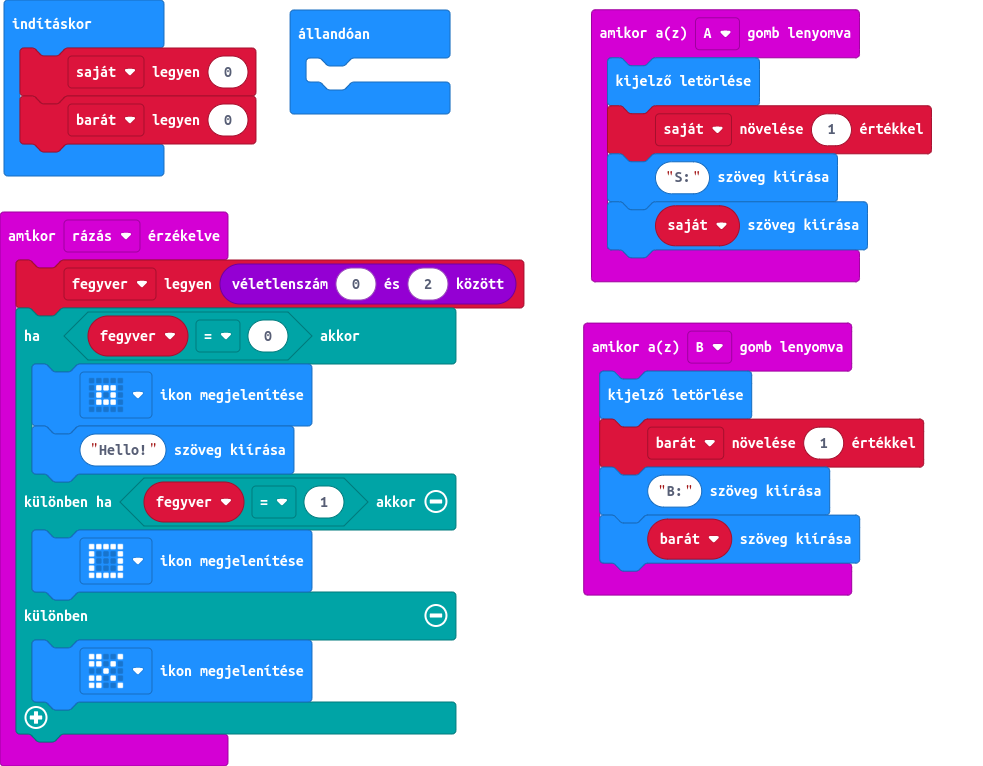 indításkor
saját legyen 0
barát legyen 0
állandóan
amikor rázás érzékelve
fegyver legyen véletlenszám 0 és 2 között
ha fegyver = 0 akkor
ikon megjelenítése
"Hello!" szöveg kiírása
különben ha fegyver = 1 akkor
ikon megjelenítése
különben
ikon megjelenítése
amikor a(z) A gomb lenyomva
kijelző letörlése
saját növelése 1 értékkel
"S:" szöveg kiírása
saját szöveg kiírása
amikor a(z) B gomb lenyomva
kijelző letörlése
barát növelése 1 értékkel
"B:" szöveg kiírása
barát szöveg kiírása